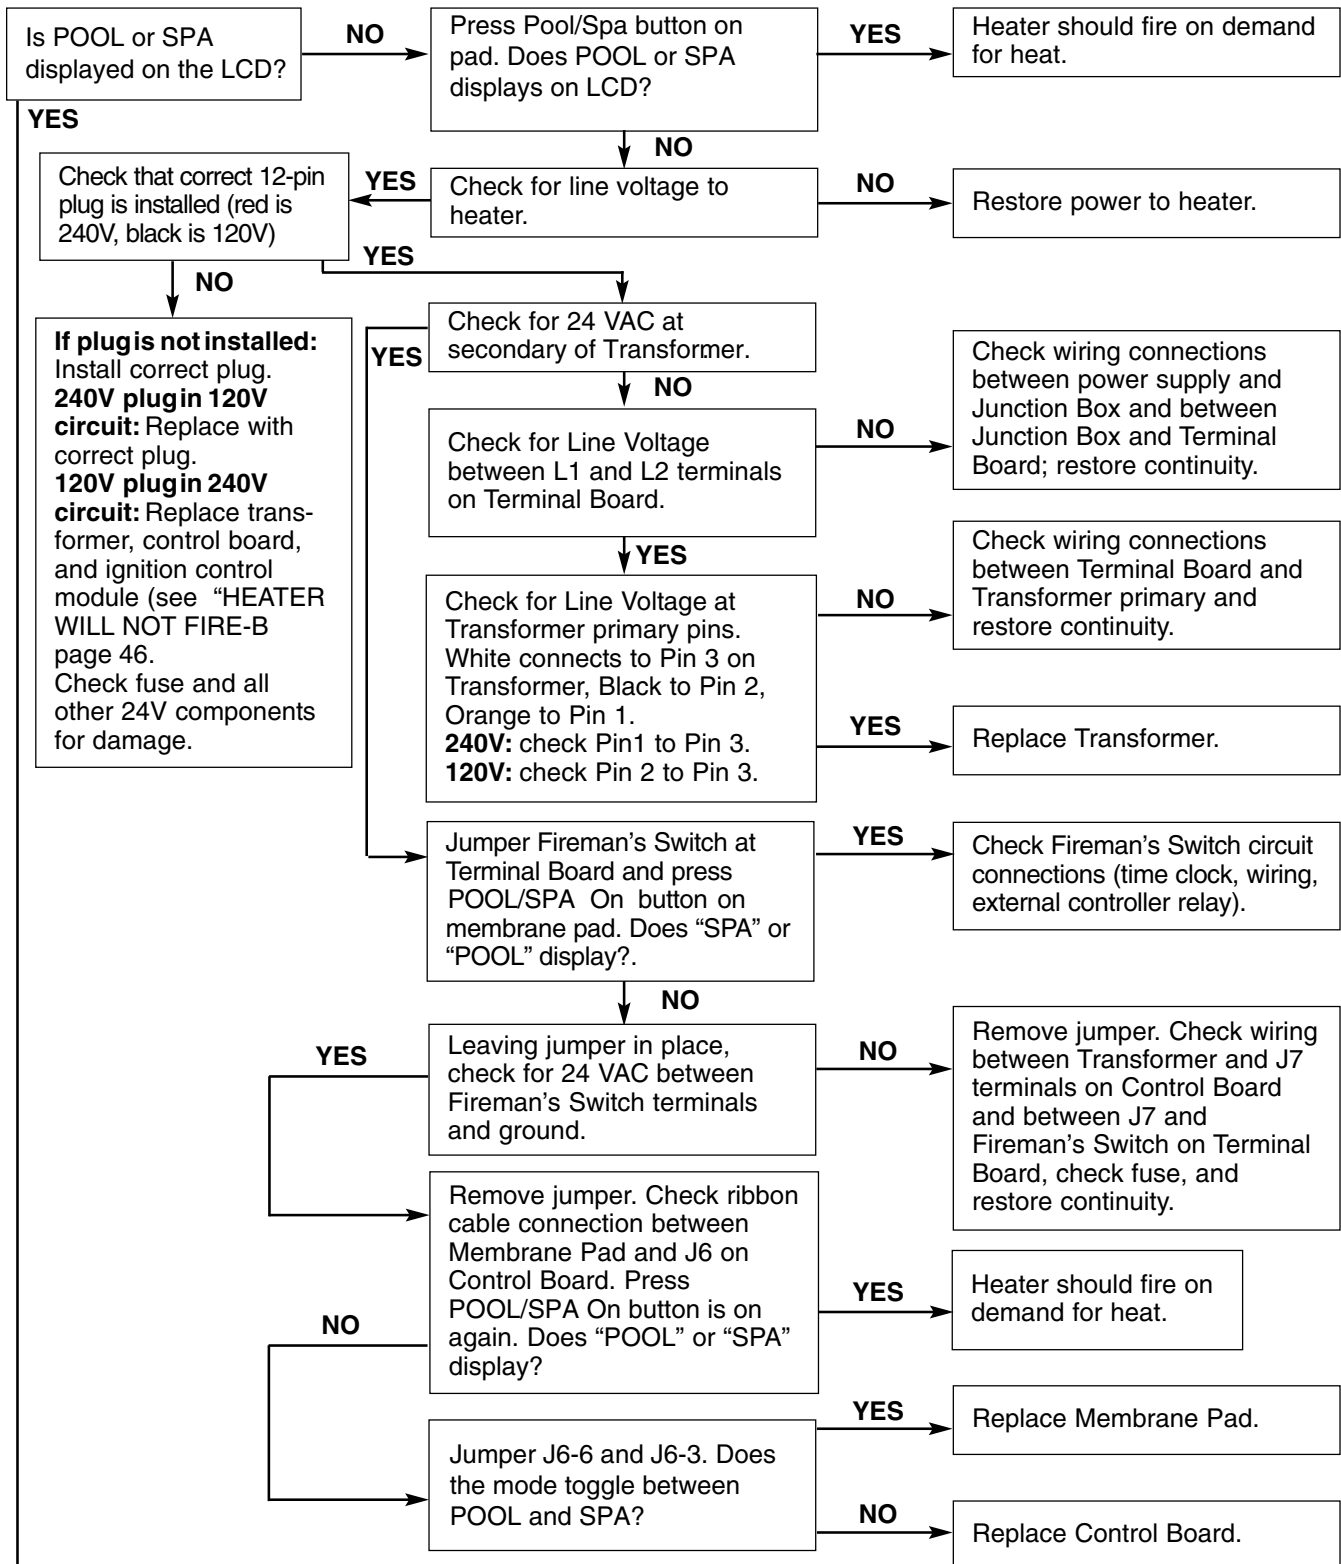 Is POOL or SPA
displayed on the LCD?
NO
Press Pool/Spa button on
pad. Does POOL or SPA
displays on LCD?
YES
Heater should fire on demand
for heat.
YES
NO
Check that correct 12-pin
plug is installed (red is
240V, black is 120V)
YES
Check for line voltage to
heater.
NO
Restore power to heater.
YES
NO
If plug is not installed:
Install correct plug.
240V plug in 120V
circuit: Replace with
correct plug.
120V plug in 240V
circuit: Replace trans-
former, control board,
and ignition control
module (see "HEATER
WILL NOT FIRE-B
page 46.
Check fuse and all
other 24V components
for damage.
YES
Check for 24 VAC at
secondary of Transformer.
NO
Check for Line Voltage
between L1 and L2 terminals
on Terminal Board.
NO
Check wiring connections
between power supply and
Junction Box and between
Junction Box and Terminal
Board; restore continuity.
YES
Check for Line Voltage at
Transformer primary pins.
White connects to Pin 3 on
Transformer, Black to Pin 2,
Orange to Pin 1.
240V: check Pin1 to Pin 3.
120V: check Pin 2 to Pin 3.
NO
Check wiring connections
between Terminal Board and
Transformer primary and
restore continuity.
YES
Replace Transformer.
Jumper Fireman's Switch at
Terminal Board and press
POOL/SPA On button on
membrane pad. Does "SPA" or
"POOL" display?.
YES
Check Fireman's Switch circuit
connections (time clock, wiring,
external controller relay).
NO
YES
Leaving jumper in place,
check for 24 VAC between
Fireman's Switch terminals
and ground.
NO
Remove jumper. Check wiring
between Transformer and J7
terminals on Control Board
and between J7 and
Fireman's Switch on Terminal
Board, check fuse, and
restore continuity.
Remove jumper. Check ribbon
cable connection between
Membrane Pad and J6 on
Control Board. Press
POOL/SPA On button is on
again. Does "POOL" or "SPA"
display?
YES
Heater should fire on
demand for heat.
NO
Jumper J6-6 and J6-3. Does
the mode toggle between
POOL and SPA?
YES
Replace Membrane Pad.
NO
Replace Control Board.